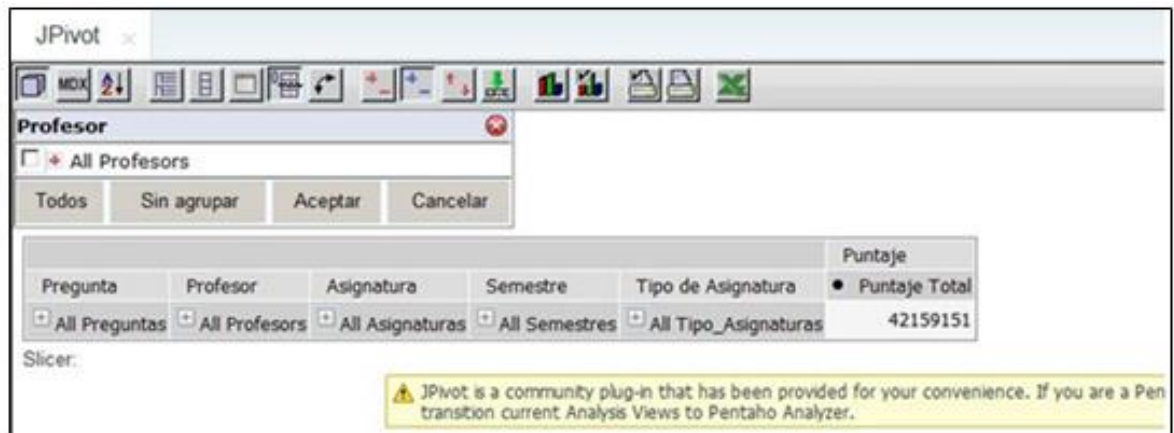 JPivot
MDX
Profesor
All Profesors
Todos Sin agrupar Aceptar Cancelar
Puntaje
Pregunta Profesor Asignatura Semestre Tipo de Asignatura Puntaje Total
All Preguntas All Profesors All Asignaturas All Semestres All Tipo_Asignaturas 42159151
Slicer:
JPivot is a community plug-in that has been provided for your convenience. If you are a Pen
transition current Analysis Views to Pentaho Analyzer.